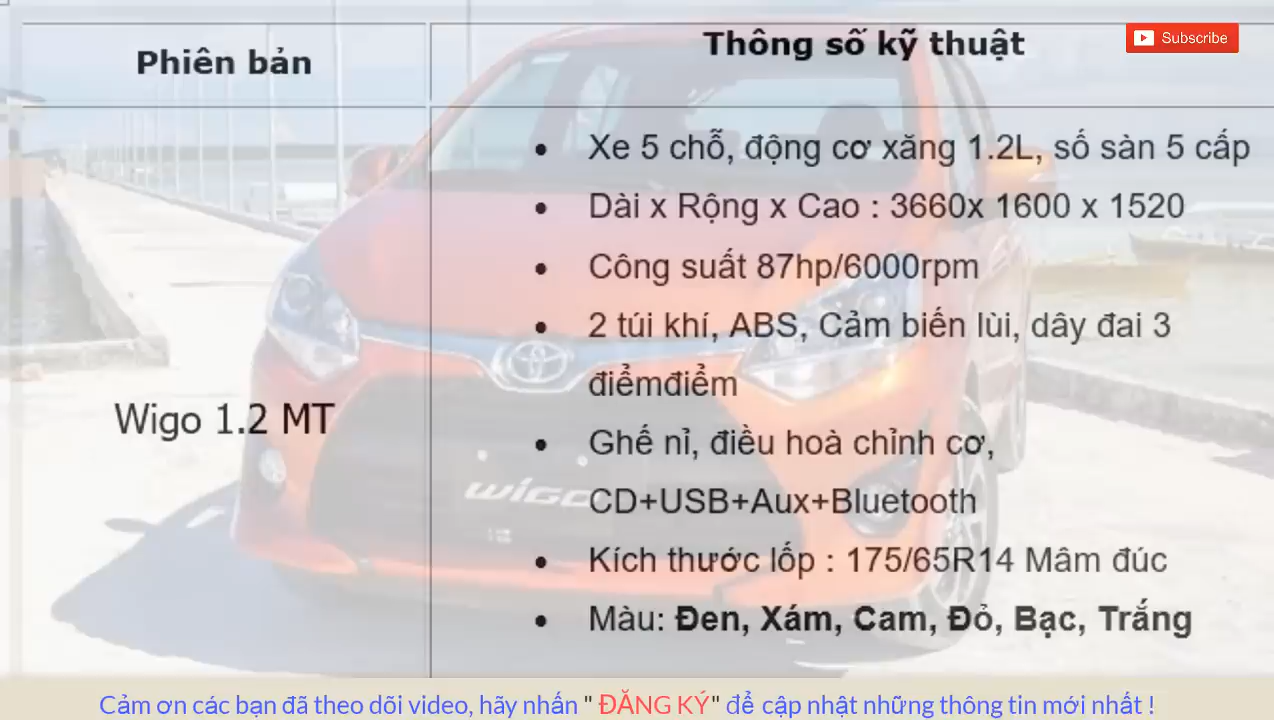 Phiên bản
Thông số kỹ thuật
Subscribe
• Xe 5 chỗ, động cơ xăng 1.2L, số sàn 5 cấp
• Dài x Rộng x Cao : 3660x 1600 x 1520
• Công suất 87hp/6000rpm
• 2 túi khí, ABS, Cảm biến lùi, dây đai 3
điểmđiểm
Wigo 1.2 MT
• Ghế nỉ, điều hoà chỉnh cơ,
WIGO
CD+USB+Aux+Bluetooth
• Kích thước lốp : 175/65R14 Mâm đúc
• Màu: Đen, Xám, Cam, Đỏ, Bạc, Trắng
Cảm ơn các bạn đã theo dõi video, hãy nhấn " ĐĂNG KÝ" để cập nhật những thông tin mới nhất !